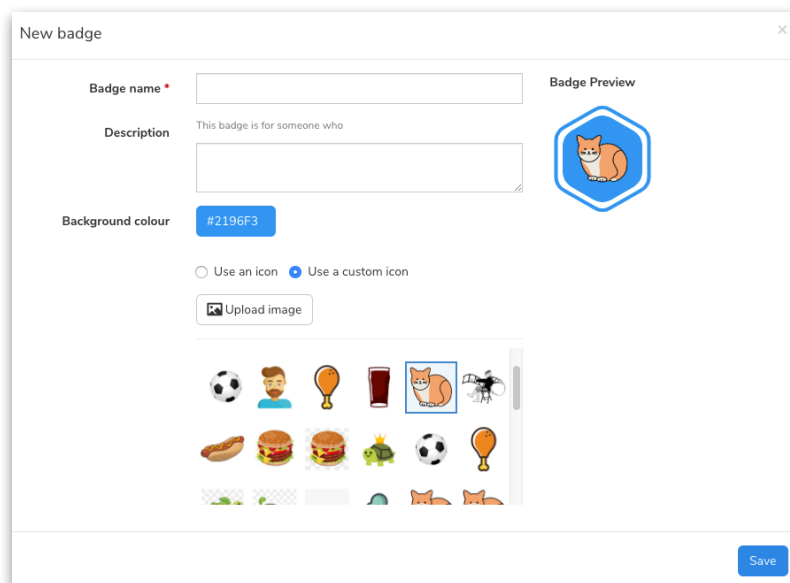 New badge
×
Badge name *
Badge Preview
Description
This badge is for someone who
Background colour
#2196F3
Use an icon
Use a custom icon
Upload image
Save